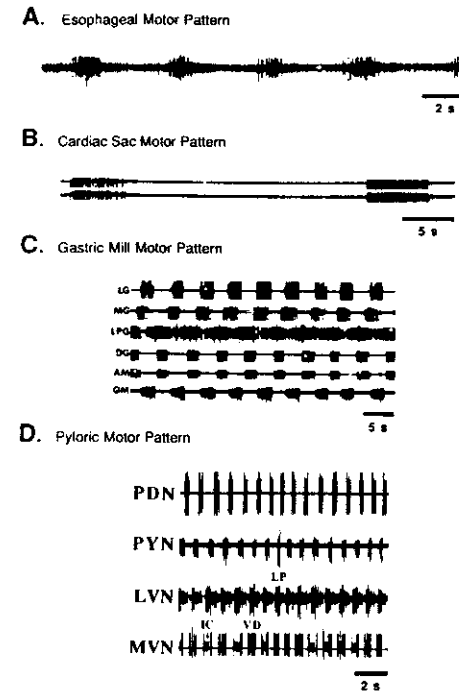 A. Esophageal Motor Pattern
2 s
B. Cardiac Sac Motor Pattern
5 s
C. Gastric Mill Motor Pattern
LG
MG
LPG
DG
AM
GM
5 s
D. Pyloric Motor Pattern
PDN
PYN
LP
LVN
IC VD
MVN
2 s